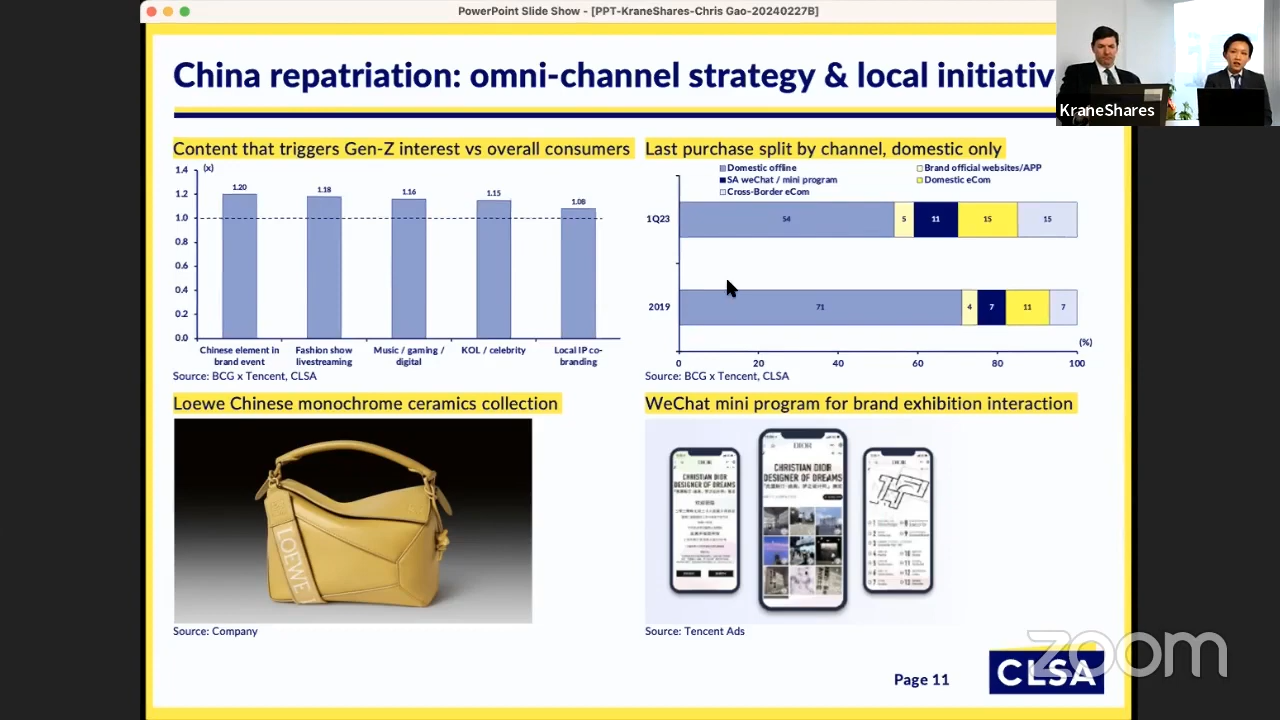 PowerPoint Slide Show - [PPT-KraneShares-Chris Gao-20240227B]
China repatriation: omni-channel strategy & local initiativ
KraneShares
Content that triggers Gen-Z interest vs overall consumers
(x)
1.4
1.2
1.0
0.8
0.6
0.4
0.2
0.0
1.20
1.18
1.16
1.15
1.08
Chinese element in
brand event
Fashion show
livestreaming
Music / gaming /
digital
KOL / celebrity
Local IP co-
branding
Source: BCG x Tencent, CLSA
Last purchase split by channel, domestic only
Domestic offline
Brand official websites/APP
SA weChat / mini program
Domestic eCom
Cross-Border eCom
1Q23
54 5 11 15 15
2019
71 4 7 11 7
(%)
0 20 40 60 80 100
Source: BCG x Tencent, CLSA
Loewe Chinese monochrome ceramics collection
LOEWE
Source: Company
WeChat mini program for brand exhibition interaction
DIOR
CHRISTIAN DIOR
DESIGNER OF DREAMS
DIOR
CHRISTIAN DIOR
DESIGNER OF DREAMS
Source: Tencent Ads
Page 11
CLSA
zoom